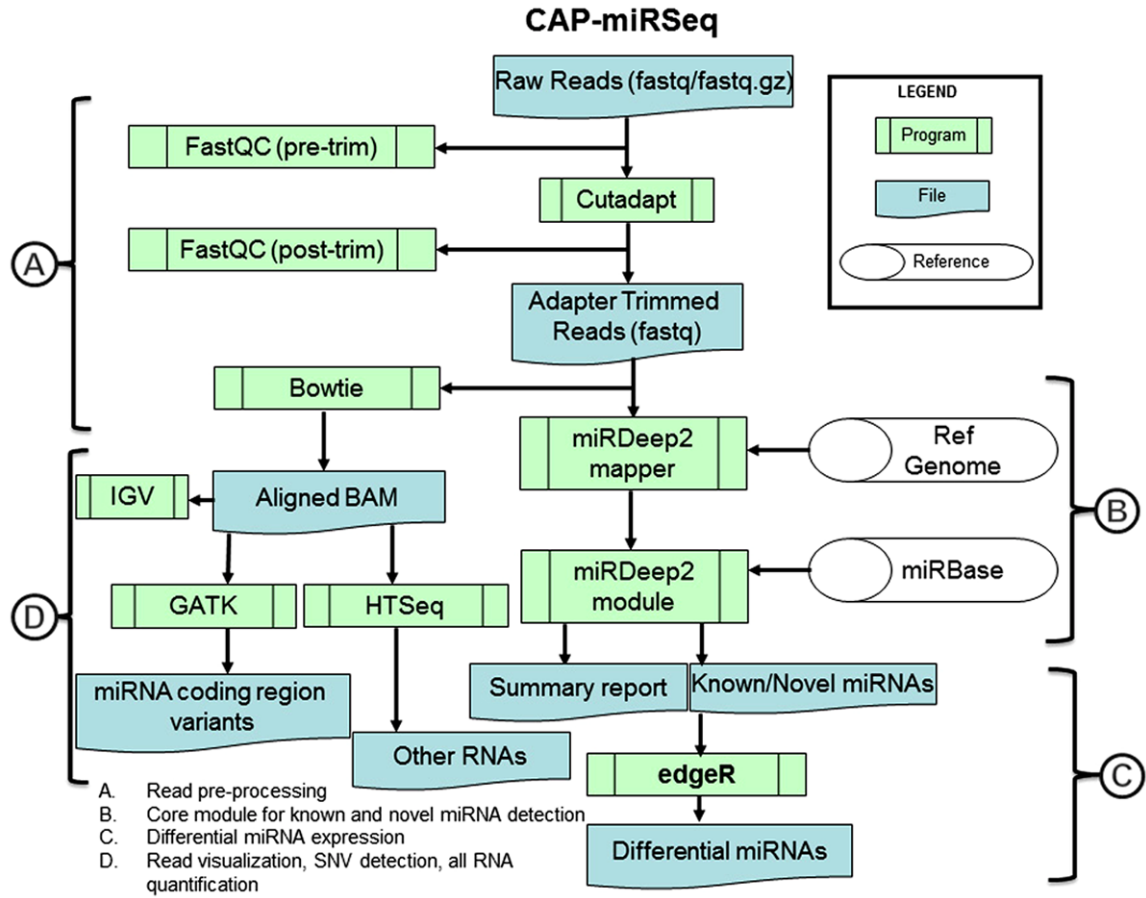 CAP-miRSeq
Raw Reads (fastq/fastq.gz)
LEGEND
Program
File
Reference
FastQC (pre-trim)
Cutadapt
FastQC (post-trim)
A
Adapter Trimmed
Reads (fastq)
Bowtie
miRDeep2
mapper
Ref
Genome
IGV
Aligned BAM
B
miRDeep2
module
miRBase
GATK
HTSeq
D
miRNA coding region
variants
Summary report
Known/Novel miRNAs
Other RNAs
edgeR
C
Differential miRNAs
A. Read pre-processing
B. Core module for known and novel miRNA detection
C. Differential miRNA expression
D. Read visualization, SNV detection, all RNA
quantification